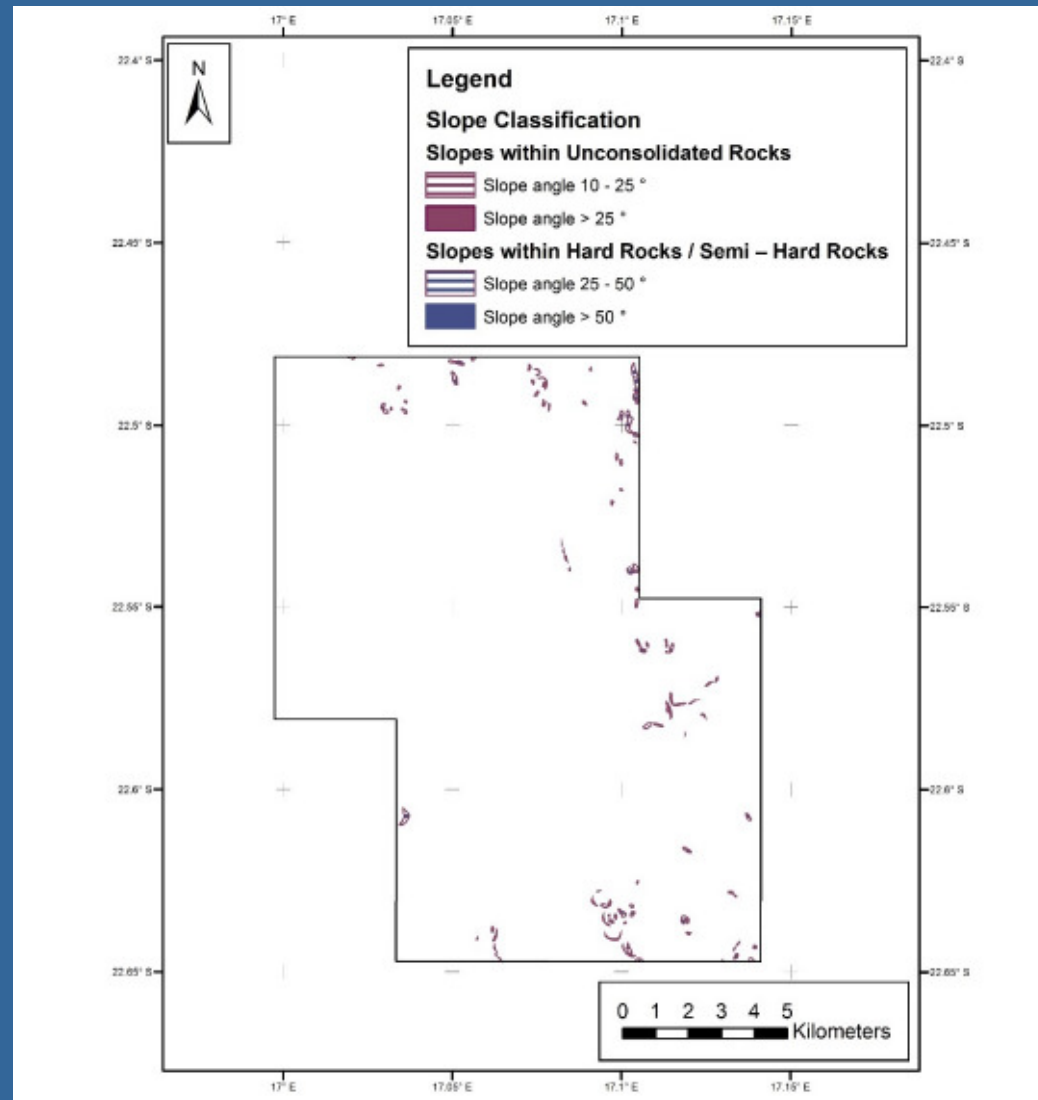 17° E 17.05° E 17.1° E 17.15° E
22.4° S 22.4° S
N
Legend
Slope Classification
Slopes within Unconsolidated Rocks
Slope angle 10 - 25 °
Slope angle > 25 °
22.45° S 22.45° S
Slopes within Hard Rocks / Semi – Hard Rocks
Slope angle 25 - 50 °
Slope angle > 50 °
22.5° S 22.5° S
22.55° S 22.55° S
22.6° S 22.6° S
22.65° S 22.65° S
0 1 2 3 4 5
Kilometers
17° E 17.05° E 17.1° E 17.15° E